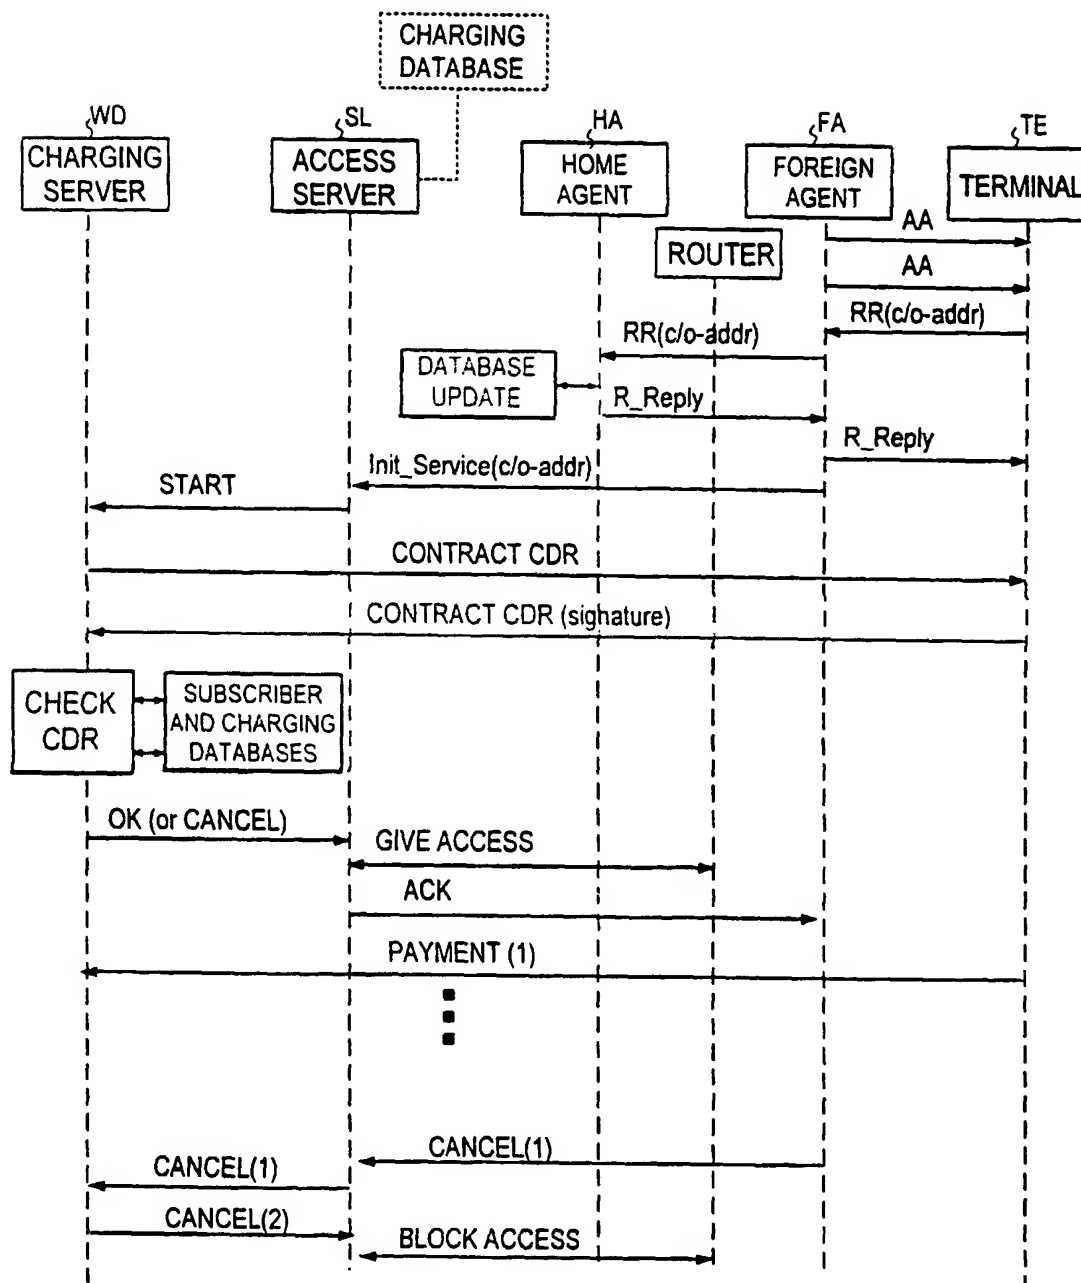 CHARGING
DATABASE
WD
SL
HA
FA
TE
CHARGING
SERVER
ACCESS
SERVER
HOME
AGENT
FOREIGN
AGENT
TERMINAL
ROUTER
AA
AA
RR(c/o-addr)
RR(c/o-addr)
DATABASE
UPDATE
R_Reply
R_Reply
Init_Service(c/o-addr)
START
CONTRACT CDR
CONTRACT CDR (signature)
CHECK
CDR
SUBSCRIBER
AND CHARGING
DATABASES
OK (or CANCEL)
GIVE ACCESS
ACK
PAYMENT (1)
CANCEL(1)
CANCEL(1)
CANCEL(2)
BLOCK ACCESS